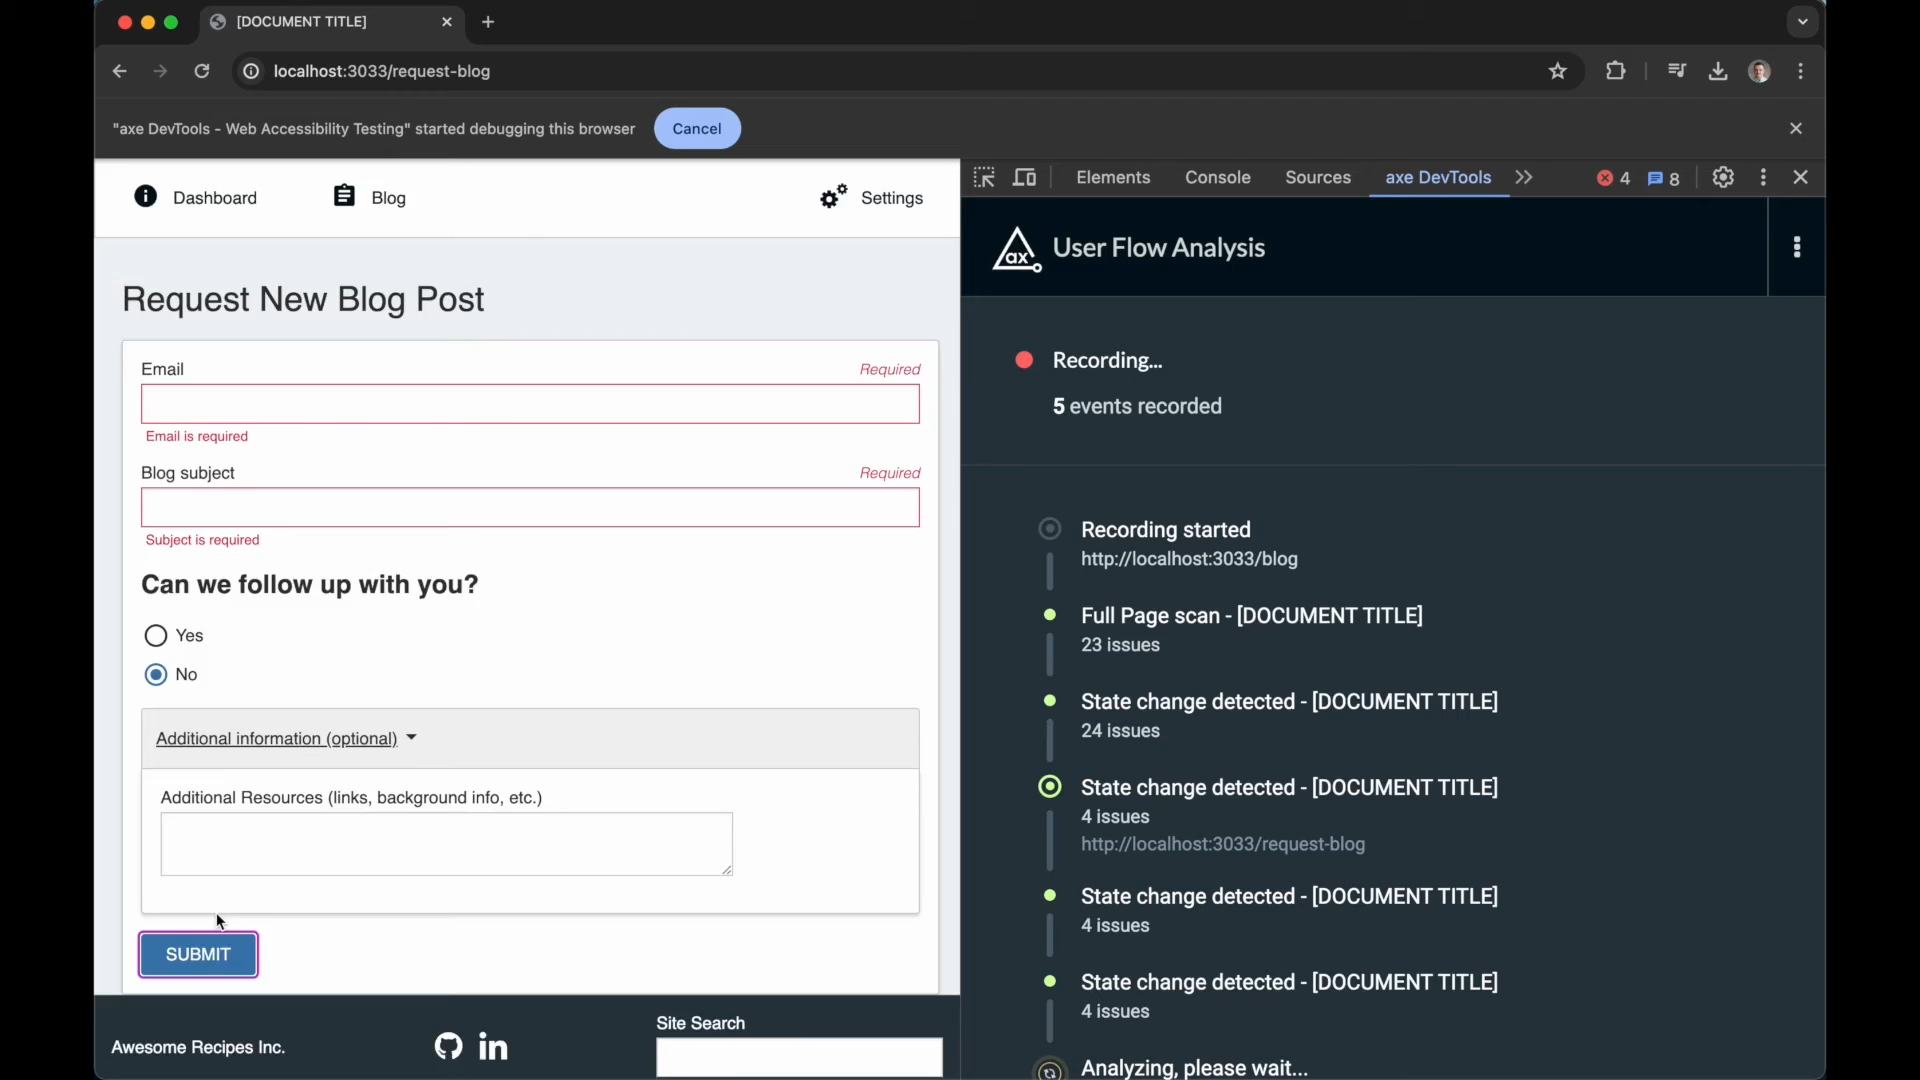 [DOCUMENT TITLE]
localhost:3033/request-blog
"axe DevTools - Web Accessibility Testing" started debugging this browser
Cancel
Dashboard
Blog
Settings
Request New Blog Post
Email
Required
Email is required
Blog subject
Required
Subject is required
Can we follow up with you?
Yes
No
Additional information (optional)
Additional Resources (links, background info, etc.)
SUBMIT
Awesome Recipes Inc.
in
Site Search
Elements
Console
Sources
axe DevTools
4
8
ax
User Flow Analysis
Recording...
5 events recorded
Recording started
http://localhost:3033/blog
Full Page scan - [DOCUMENT TITLE]
23 issues
State change detected - [DOCUMENT TITLE]
24 issues
State change detected - [DOCUMENT TITLE]
4 issues
http://localhost:3033/request-blog
State change detected - [DOCUMENT TITLE]
4 issues
State change detected - [DOCUMENT TITLE]
4 issues
Analyzing, please wait...